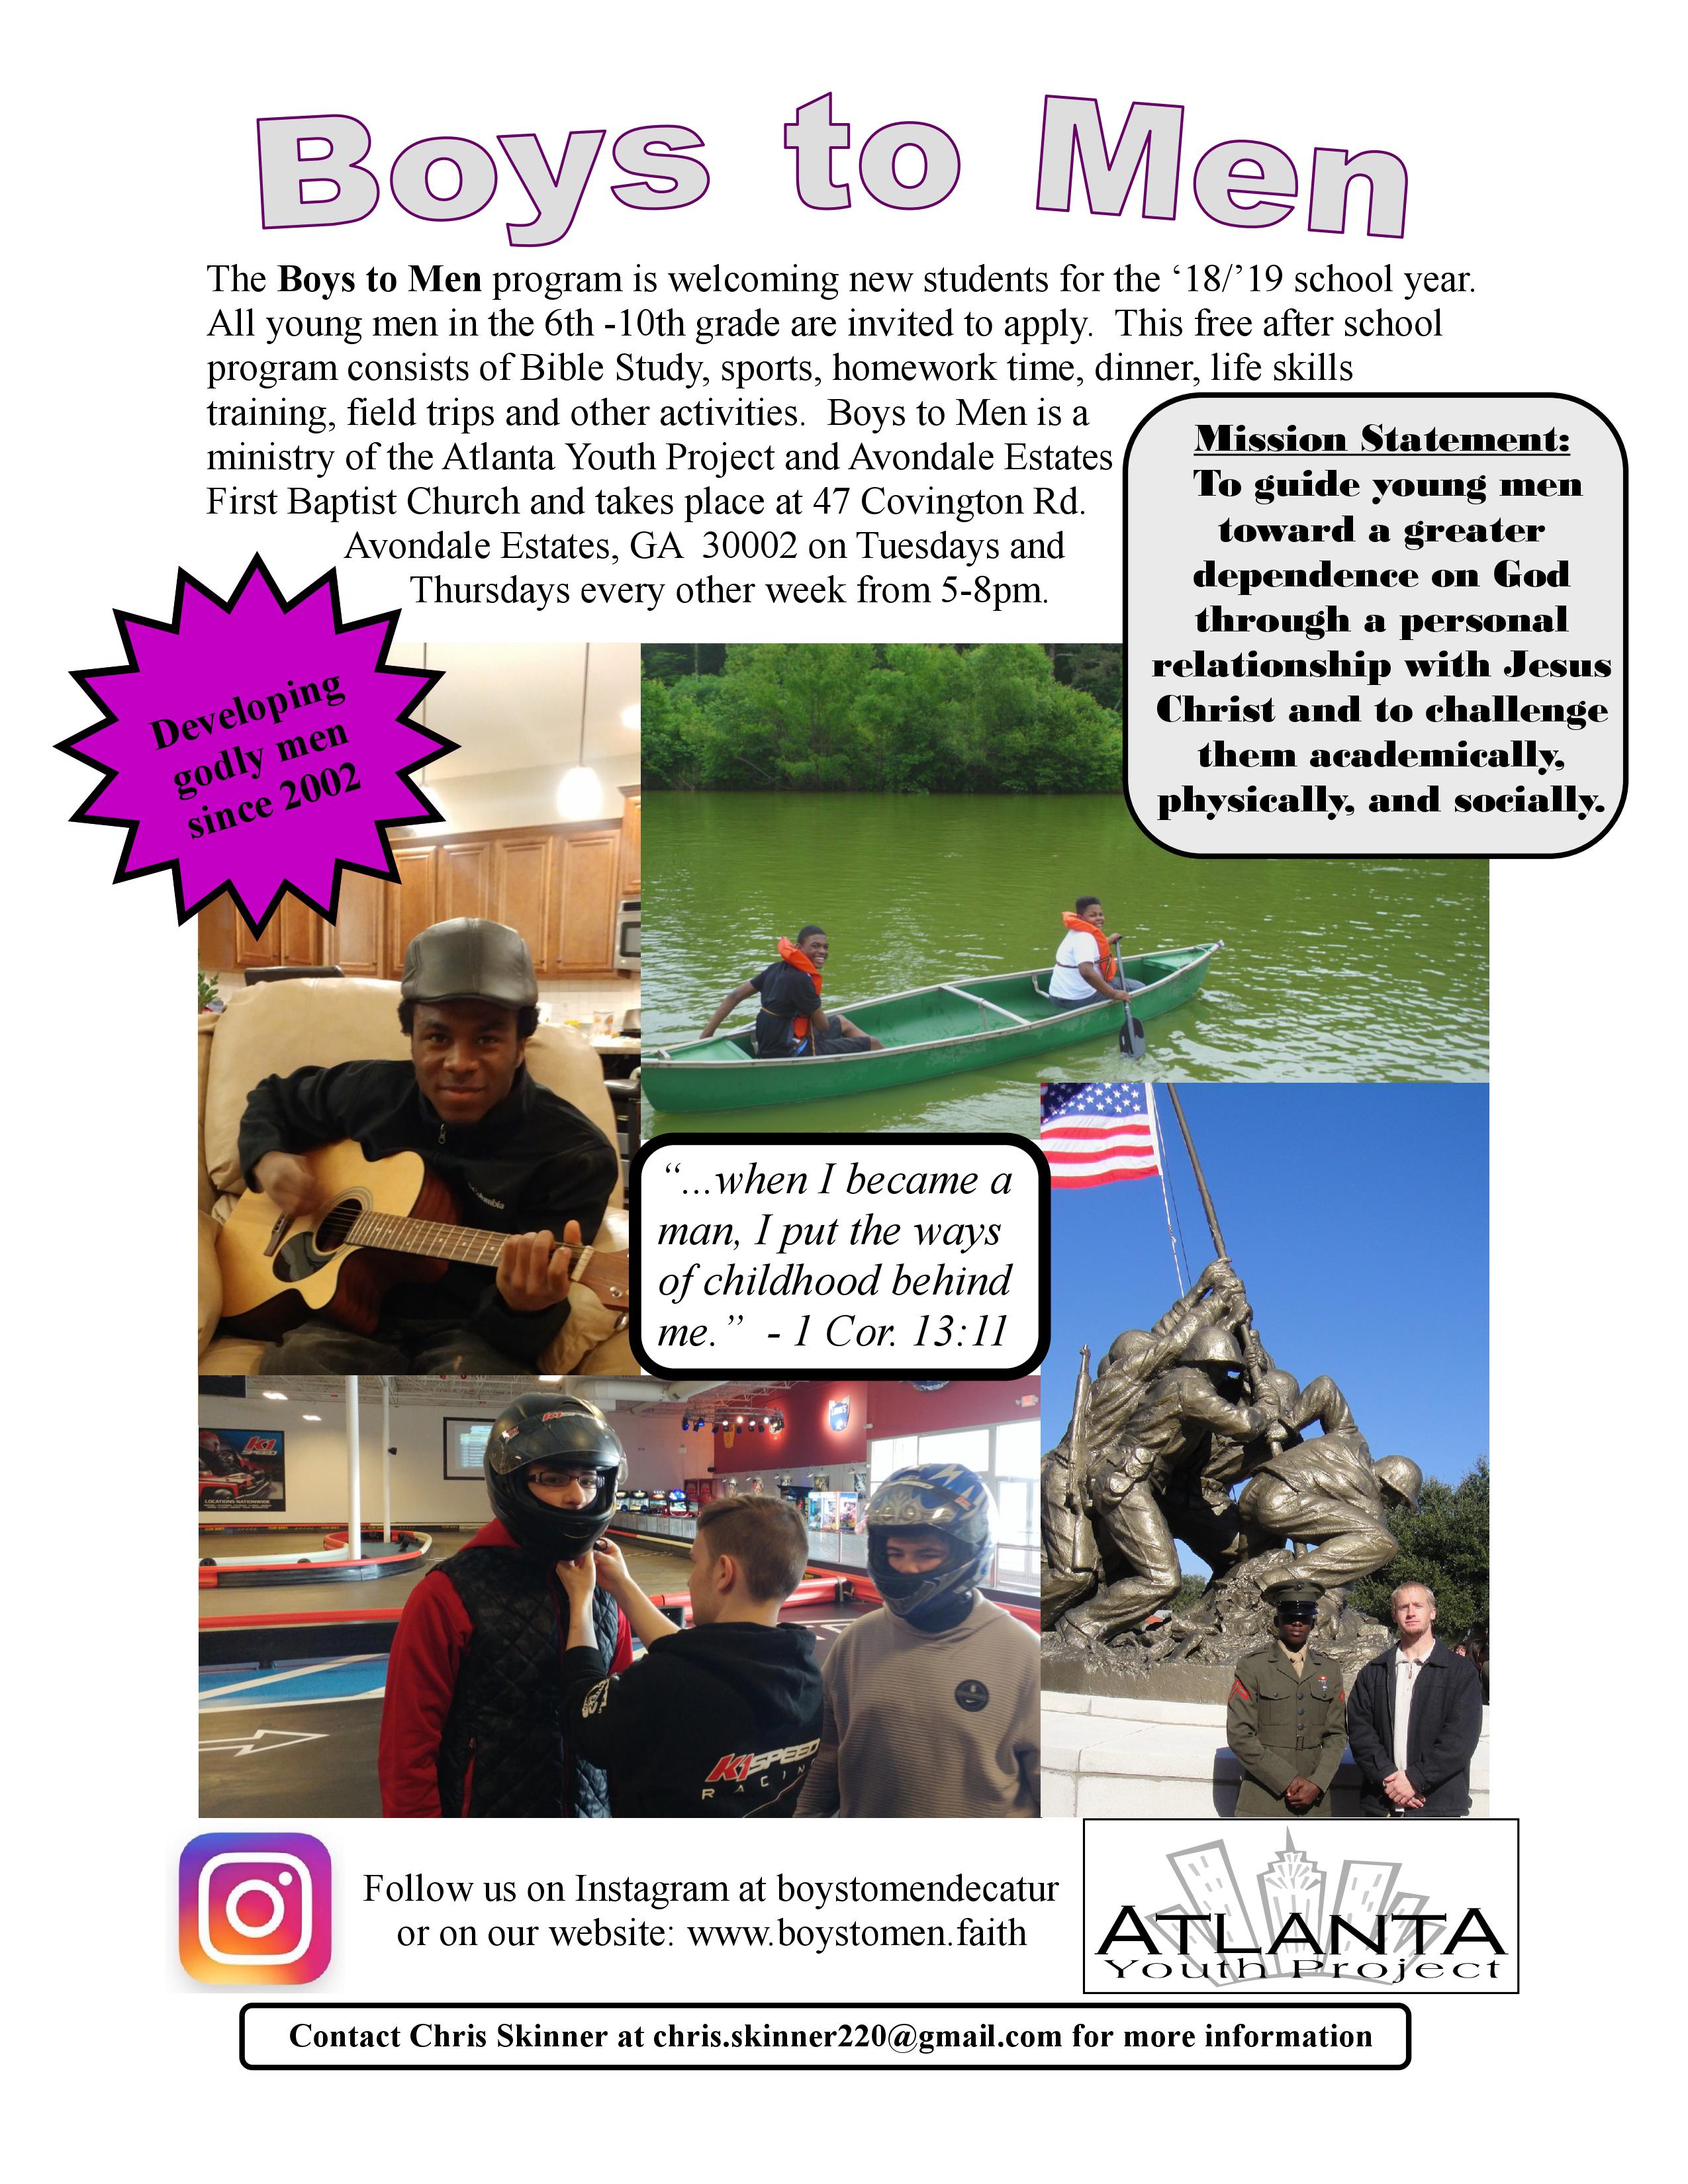 Boys to Men
The Boys to Men program is welcoming new students for the ‘18/’19 school year.
All young men in the 6th -10th grade are invited to apply.  This free after school
program consists of Bible Study, sports, homework time, dinner, life skills
training, field trips and other activities.  Boys to Men is a
ministry of the Atlanta Youth Project and Avondale Estates
First Baptist Church and takes place at 47 Covington Rd.
Avondale Estates, GA  30002 on Tuesdays and
Thursdays every other week from 5-8pm.
Mission Statement:
To guide young men
toward a greater
dependence on God
through a personal
relationship with Jesus
Christ and to challenge
them academically,
physically, and socially.
Developing
godly men
since 2002
Columbia
“...when I became a
man, I put the ways
of childhood behind
me.”  - 1 Cor. 13:11
K1
SPEED
LOCATIONS NATIONWIDE
K1SPEED
K1SPEED
RACIN
Follow us on Instagram at boystomendecatur
or on our website: www.boystomen.faith
ATLANTA
Youth Project
Contact Chris Skinner at chris.skinner220@gmail.com for more information